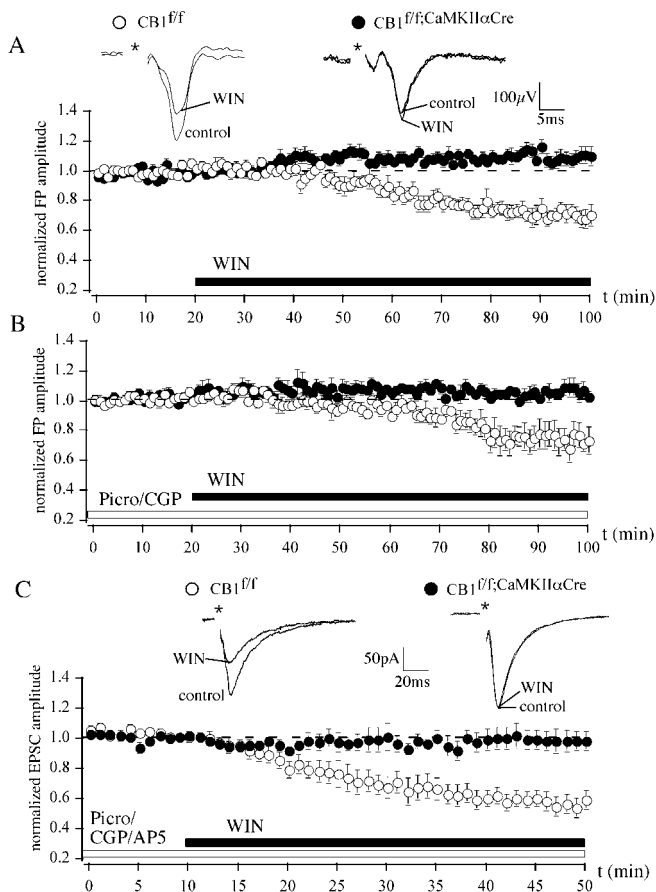 A
○ CB1f/f
● CB1f/f;CaMKIIαCre
*
*
WIN
control
control
WIN
100µV
5ms
normalized FP amplitude
1.4
1.2
1.0
0.8
0.6
0.4
0.2
WIN
0 10 20 30 40 50 60 70 80 90 100
t (min)
B
normalized FP amplitude
1.4
1.2
1.0
0.8
0.6
0.4
0.2
WIN
Picro/CGP
0 10 20 30 40 50 60 70 80 90 100
t (min)
C
○ CB1f/f
● CB1f/f;CaMKIIαCre
*
*
WIN
control
50pA
20ms
WIN
control
normalized EPSC amplitude
1.4
1.2
1.0
0.8
0.6
0.4
0.2
Picro/
CGP/AP5
WIN
0 5 10 15 20 25 30 35 40 45 50
t (min)